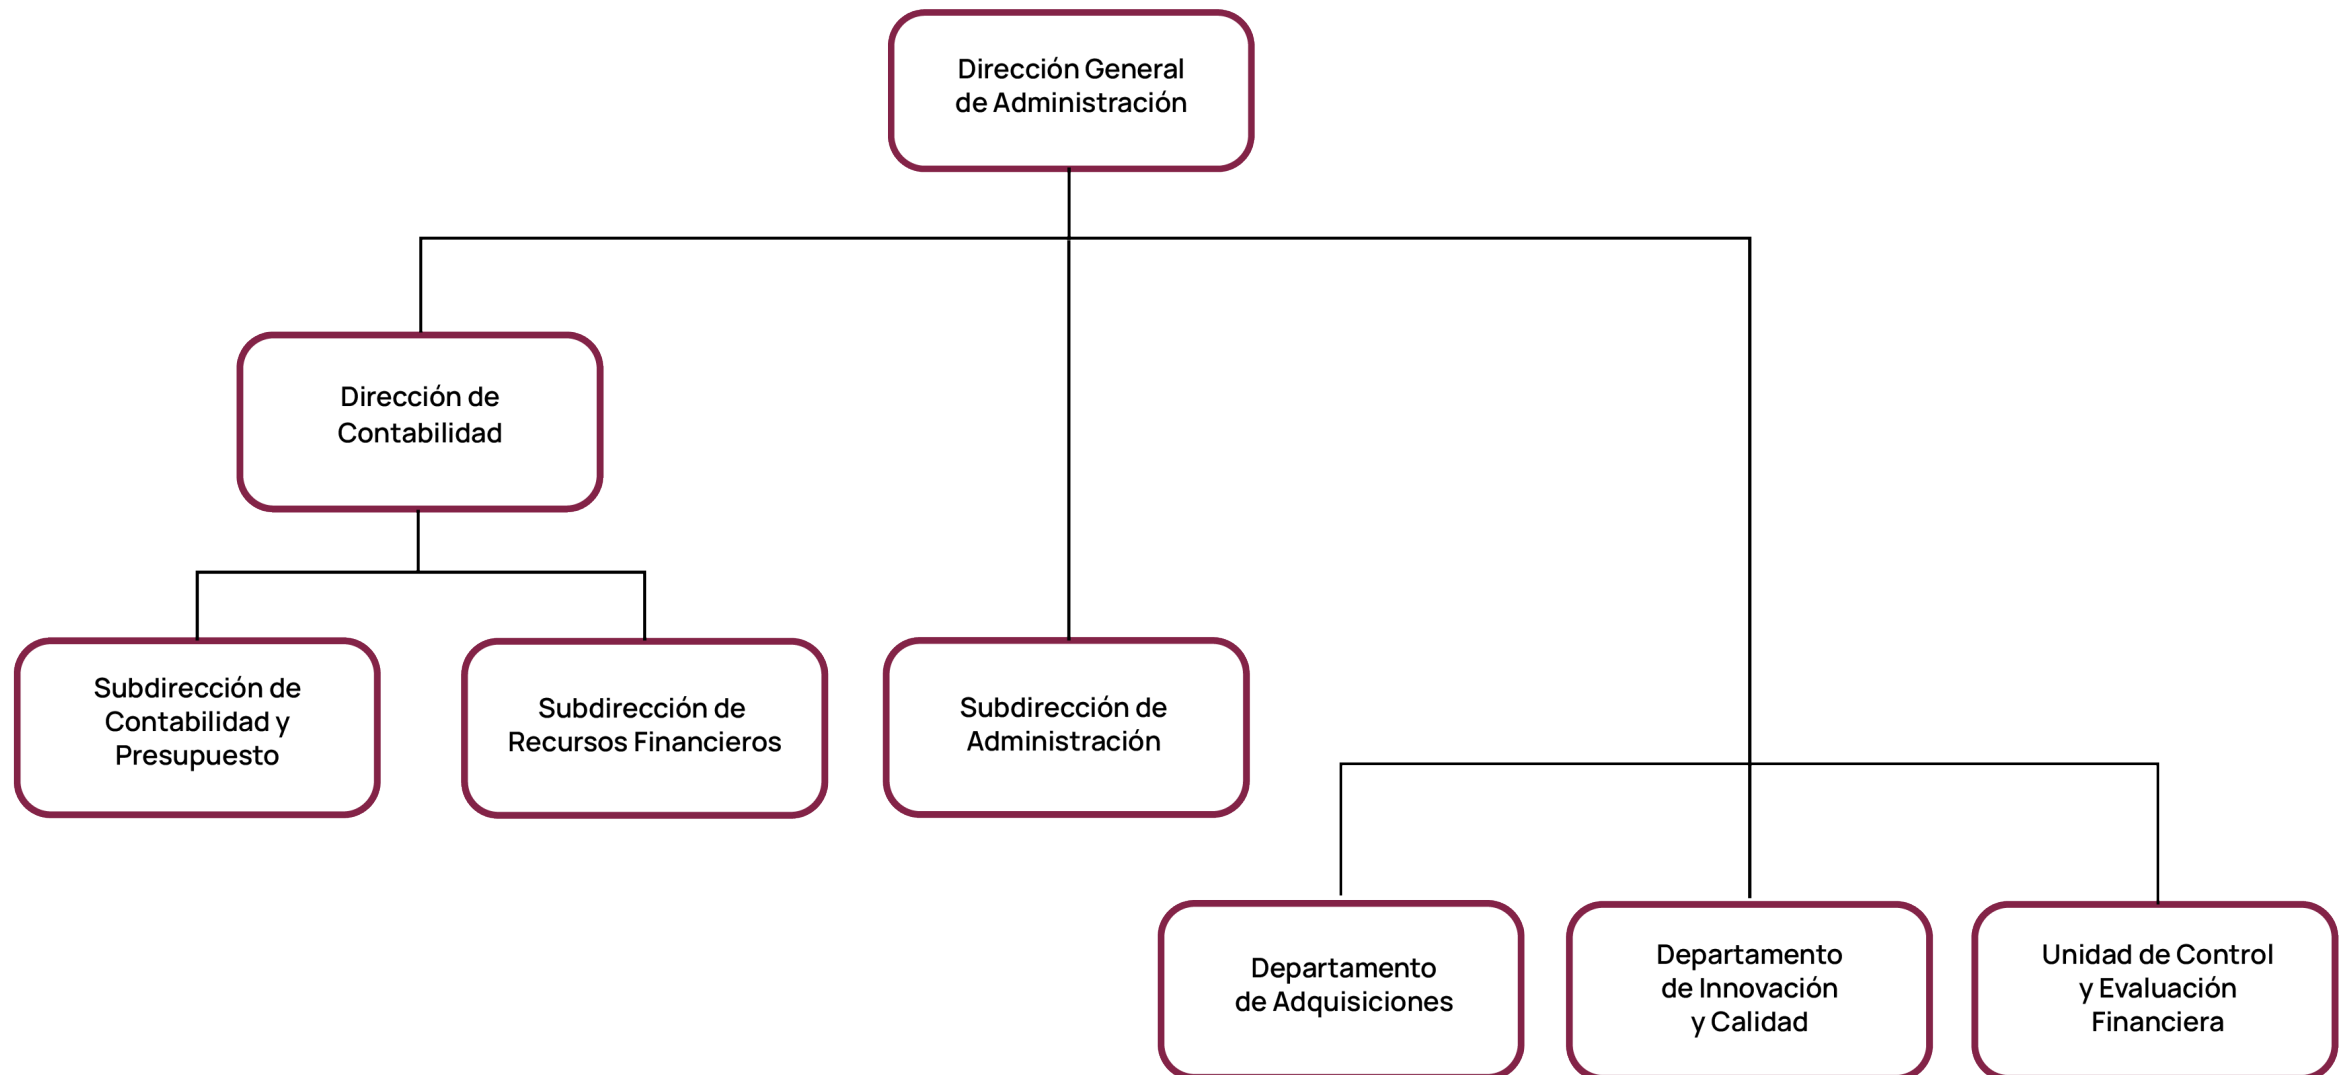 Dirección General
de Administración
Dirección de
Contabilidad
Subdirección de
Contabilidad y
Presupuesto
Subdirección de
Recursos Financieros
Subdirección de
Administración
Departamento
de Adquisiciones
Departamento
de Innovación
y Calidad
Unidad de Control
y Evaluación
Financiera